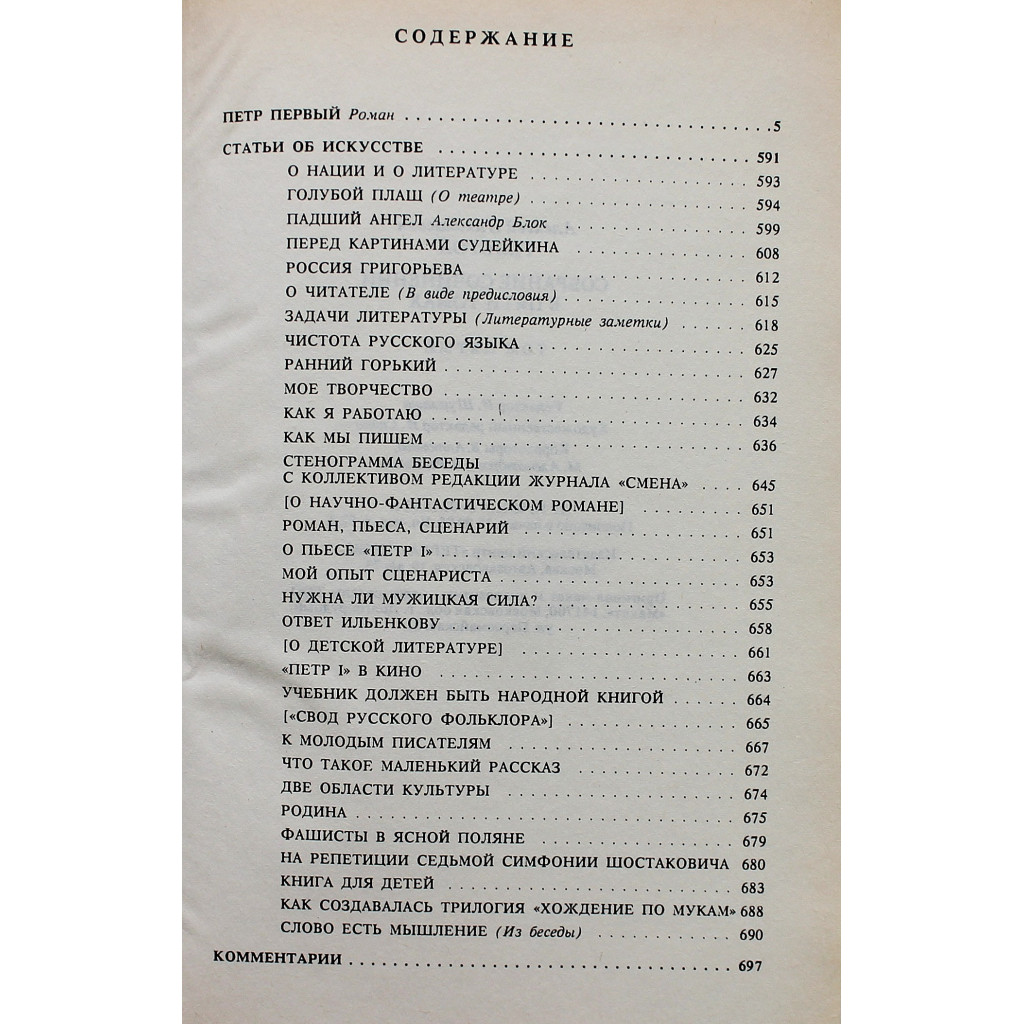 СОДЕРЖАНИЕ
ПЕТР ПЕРВЫЙ Роман . . . . . . . . . . . . . . . . . . . . . . . . . . . . . . . . . 5
СТАТЬИ ОБ ИСКУССТВЕ . . . . . . . . . . . . . . . . . . . . . . . . . . . . 591
О НАЦИИ И О ЛИТЕРАТУРЕ . . . . . . . . . . . . . . . . . . . . 593
ГОЛУБОЙ ПЛАЩ (О театре) . . . . . . . . . . . . . . . . . . . . 594
ПАДШИЙ АНГЕЛ Александр Блок . . . . . . . . . . . . . . . . . 599
ПЕРЕД КАРТИНАМИ СУДЕЙКИНА . . . . . . . . . . . . . . . . 608
РОССИЯ ГРИГОРЬЕВА . . . . . . . . . . . . . . . . . . . . . . . . 612
О ЧИТАТЕЛЕ (В виде предисловия) . . . . . . . . . . . . . . . . . 615
ЗАДАЧИ ЛИТЕРАТУРЫ (Литературные заметки) . . . . . . 618
ЧИСТОТА РУССКОГО ЯЗЫКА . . . . . . . . . . . . . . . . . . . . 625
РАННИЙ ГОРЬКИЙ . . . . . . . . . . . . . . . . . . . . . . . . . . . 627
МОЕ ТВОРЧЕСТВО . . . . . . . . . . . . . . . . . . . . . . . . . . . 632
КАК Я РАБОТАЮ . . . . . . . . . . . . . . . . . . . . . . . . . . . . 634
КАК МЫ ПИШЕМ . . . . . . . . . . . . . . . . . . . . . . . . . . . . 636
СТЕНОГРАММА БЕСЕДЫ
С КОЛЛЕКТИВОМ РЕДАКЦИИ ЖУРНАЛА «СМЕНА» . . . . 645
[О НАУЧНО-ФАНТАСТИЧЕСКОМ РОМАНЕ] . . . . . . . . . 651
РОМАН, ПЬЕСА, СЦЕНАРИЙ . . . . . . . . . . . . . . . . . . . . 651
О ПЬЕСЕ «ПЕТР I» . . . . . . . . . . . . . . . . . . . . . . . . . . . 653
МОЙ ОПЫТ СЦЕНАРИСТА . . . . . . . . . . . . . . . . . . . . . . 653
НУЖНА ЛИ МУЖИЦКАЯ СИЛА? . . . . . . . . . . . . . . . . . . 655
ОТВЕТ ИЛЬЕНКОВУ . . . . . . . . . . . . . . . . . . . . . . . . . . 658
[О ДЕТСКОЙ ЛИТЕРАТУРЕ] . . . . . . . . . . . . . . . . . . . . 661
«ПЕТР I» В КИНО . . . . . . . . . . . . . . . . . . . . . . . . . . . 663
УЧЕБНИК ДОЛЖЕН БЫТЬ НАРОДНОЙ КНИГОЙ . . . . . . . 664
[«СВОД РУССКОГО ФОЛЬКЛОРА»] . . . . . . . . . . . . . . . . 665
К МОЛОДЫМ ПИСАТЕЛЯМ . . . . . . . . . . . . . . . . . . . . . 667
ЧТО ТАКОЕ МАЛЕНЬКИЙ РАССКАЗ . . . . . . . . . . . . . . . 672
ДВЕ ОБЛАСТИ КУЛЬТУРЫ . . . . . . . . . . . . . . . . . . . . . 674
РОДИНА . . . . . . . . . . . . . . . . . . . . . . . . . . . . . . . . . 675
ФАШИСТЫ В ЯСНОЙ ПОЛЯНЕ . . . . . . . . . . . . . . . . . . 679
НА РЕПЕТИЦИИ СЕДЬМОЙ СИМФОНИИ ШОСТАКОВИЧА 680
КНИГА ДЛЯ ДЕТЕЙ . . . . . . . . . . . . . . . . . . . . . . . . . . 683
КАК СОЗДАВАЛАСЬ ТРИЛОГИЯ «ХОЖДЕНИЕ ПО МУКАМ» 688
СЛОВО ЕСТЬ МЫШЛЕНИЕ (Из беседы) . . . . . . . . . . . . 690
КОММЕНТАРИИ . . . . . . . . . . . . . . . . . . . . . . . . . . . . . . . . . . 697